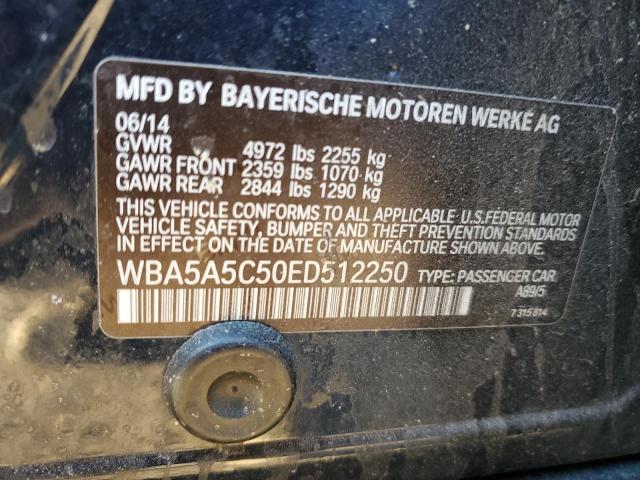 MFD BY BAYERISCHE MOTOREN WERKE AG
06/14
GVWR 4972 lbs 2255 kg
GAWR FRONT 2359 lbs 1070 kg
GAWR REAR 2844 lbs 1290 kg
THIS VEHICLE CONFORMS TO ALL APPLICABLE U.S.FEDERAL MOTOR
VEHICLE SAFETY, BUMPER AND THEFT PREVENTION STANDARDS
IN EFFECT ON THE DATE OF MANUFACTURE SHOWN ABOVE.
WBA5A5C50ED512250 TYPE: PASSENGER CAR
A89/5
7315814